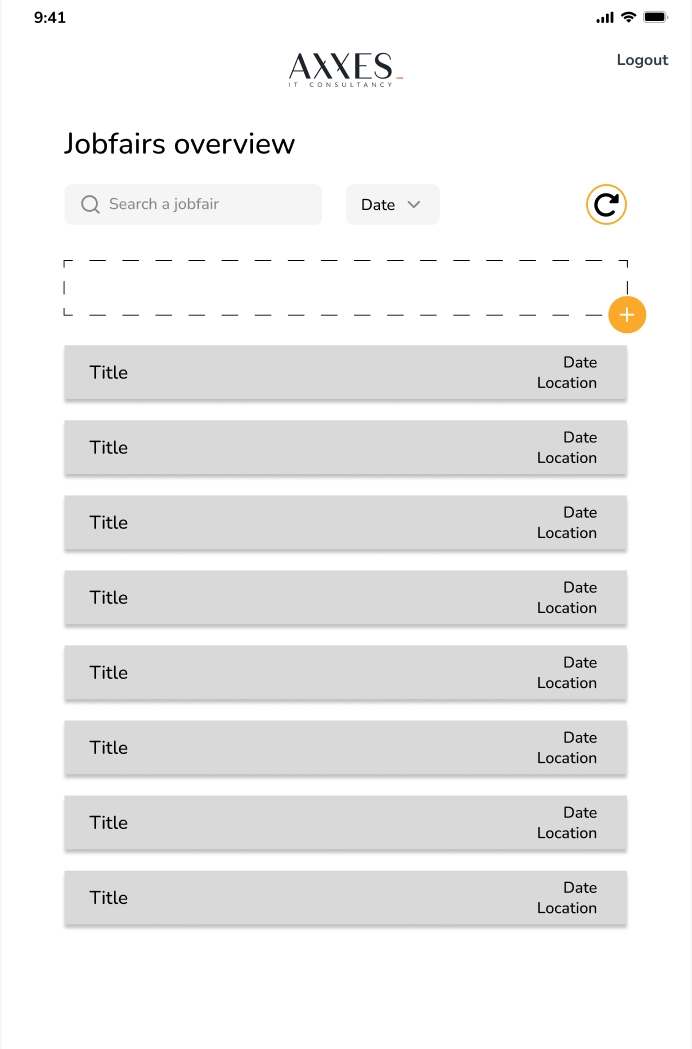 9:41
AXXES_
IT CONSULTANCY
Logout
Jobfairs overview
Search a jobfair
Date
Title
Date
Location
Title
Date
Location
Title
Date
Location
Title
Date
Location
Title
Date
Location
Title
Date
Location
Title
Date
Location
Title
Date
Location